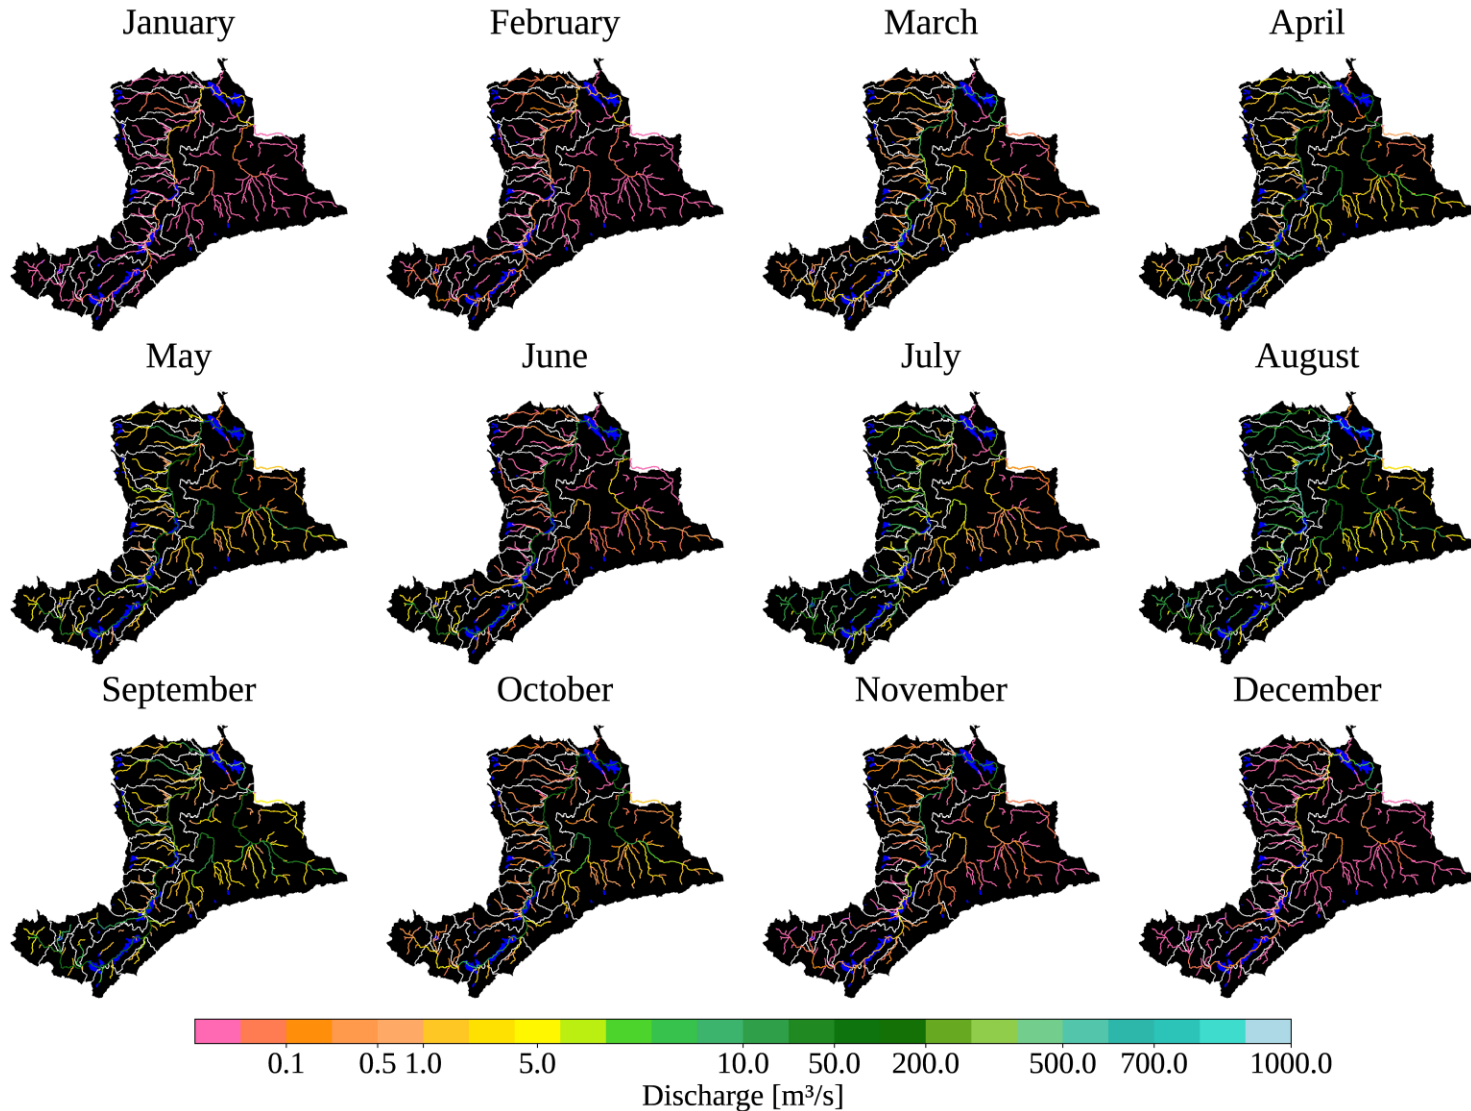 January February March April
May June July August
September October November December
0.1 0.5 1.0 5.0 10.0 50.0 200.0 500.0 700.0 1000.0
Discharge [m³/s]